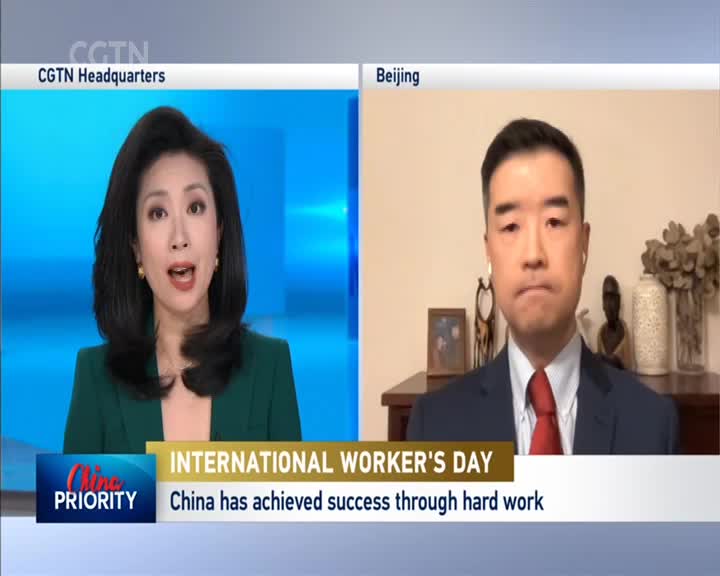 CGTN
CGTN Headquarters
Beijing
INTERNATIONAL WORKER'S DAY
China
PRIORITY
China has achieved success through hard work